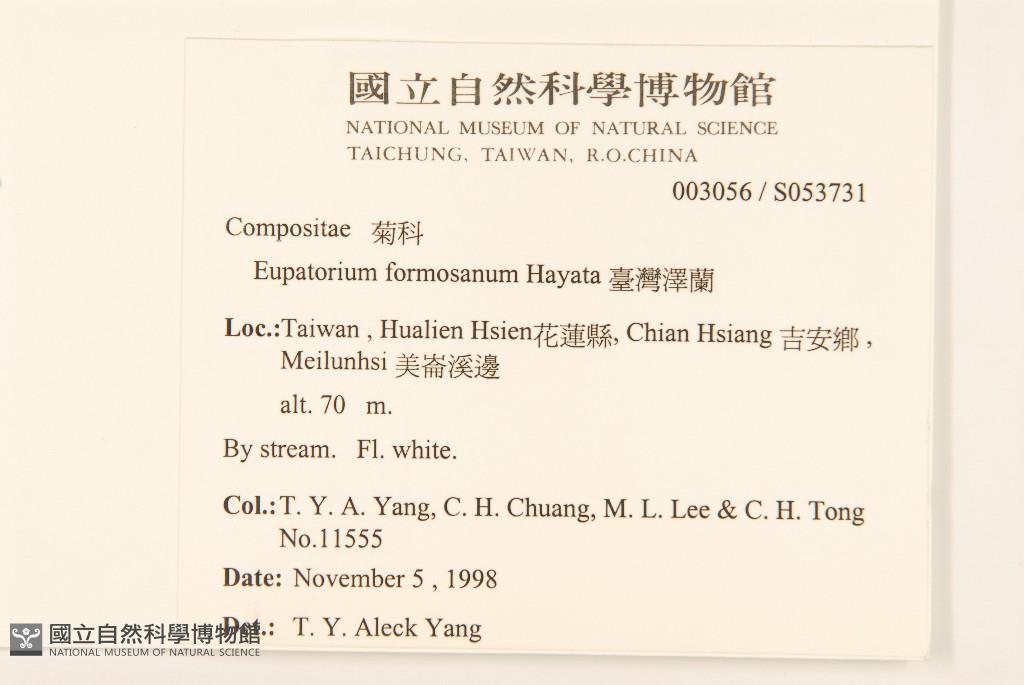 國立自然科學博物館
NATIONAL MUSEUM OF NATURAL SCIENCE
TAICHUNG, TAIWAN, R.O.CHINA
003056 / S053731
Compositae 菊科
Eupatorium formosanum Hayata 臺灣澤蘭
Loc.:Taiwan , Hualien Hsien花蓮縣, Chian Hsiang 吉安鄉 ,
Meilunhsi 美崙溪邊
alt. 70 m.
By stream. Fl. white.
Col.:T. Y. A. Yang, C. H. Chuang, M. L. Lee & C. H. Tong
No.11555
Date: November 5 , 1998
Det.: T. Y. Aleck Yang
國立自然科學博物館
NATIONAL MUSEUM OF NATURAL SCIENCE